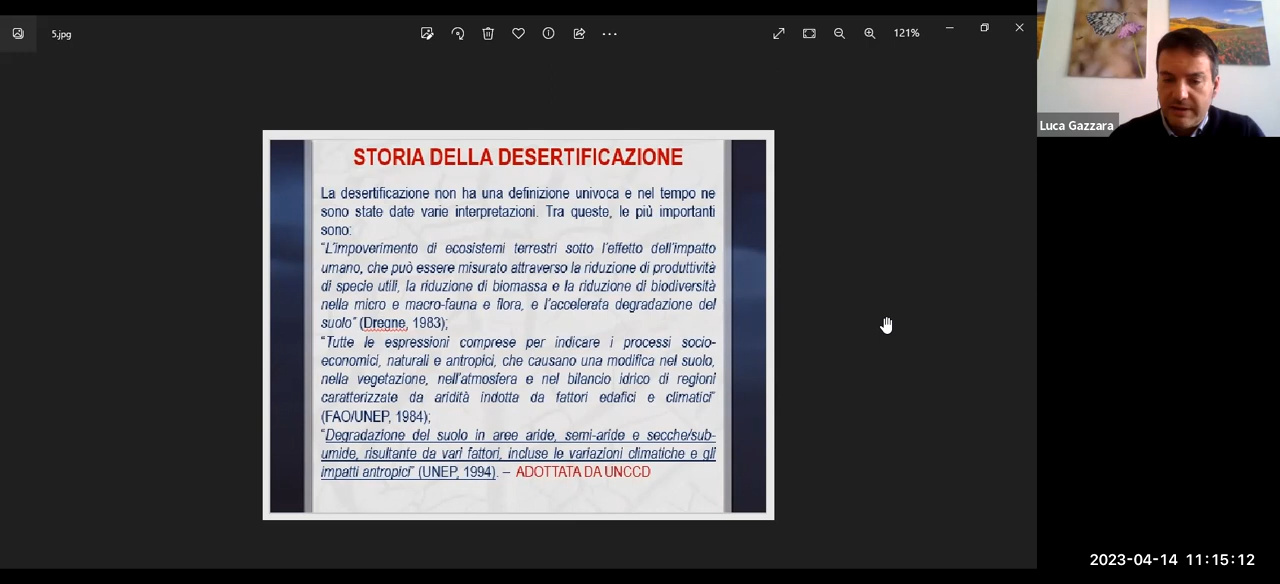 5.jpg
121%
Luca Gazzara
STORIA DELLA DESERTIFICAZIONE
La desertificazione non ha una definizione univoca e nel tempo ne
sono state date varie interpretazioni. Tra queste, le più importanti
sono:
“L’impoverimento di ecosistemi terrestri sotto l’effetto dell’impatto
umano, che può essere misurato attraverso la riduzione di produttività
di specie utili, la riduzione di biomassa e la riduzione di biodiversità
nella micro e macro-fauna e flora, e l’accelerata degradazione del
suolo” (Dregne, 1983);
“Tutte le espressioni comprese per indicare i processi socio-
economici, naturali e antropici, che causano una modifica nel suolo,
nella vegetazione, nell’atmosfera e nel bilancio idrico di regioni
caratterizzate da aridità indotta da fattori edafici e climatici”
(FAO/UNEP, 1984);
“Degradazione del suolo in aree aride, semi-aride e secche/sub-
umide, risultante da vari fattori, incluse le variazioni climatiche e gli
impatti antropici” (UNEP, 1994). – ADOTTATA DA UNCCD
2023-04-14 11:15:12